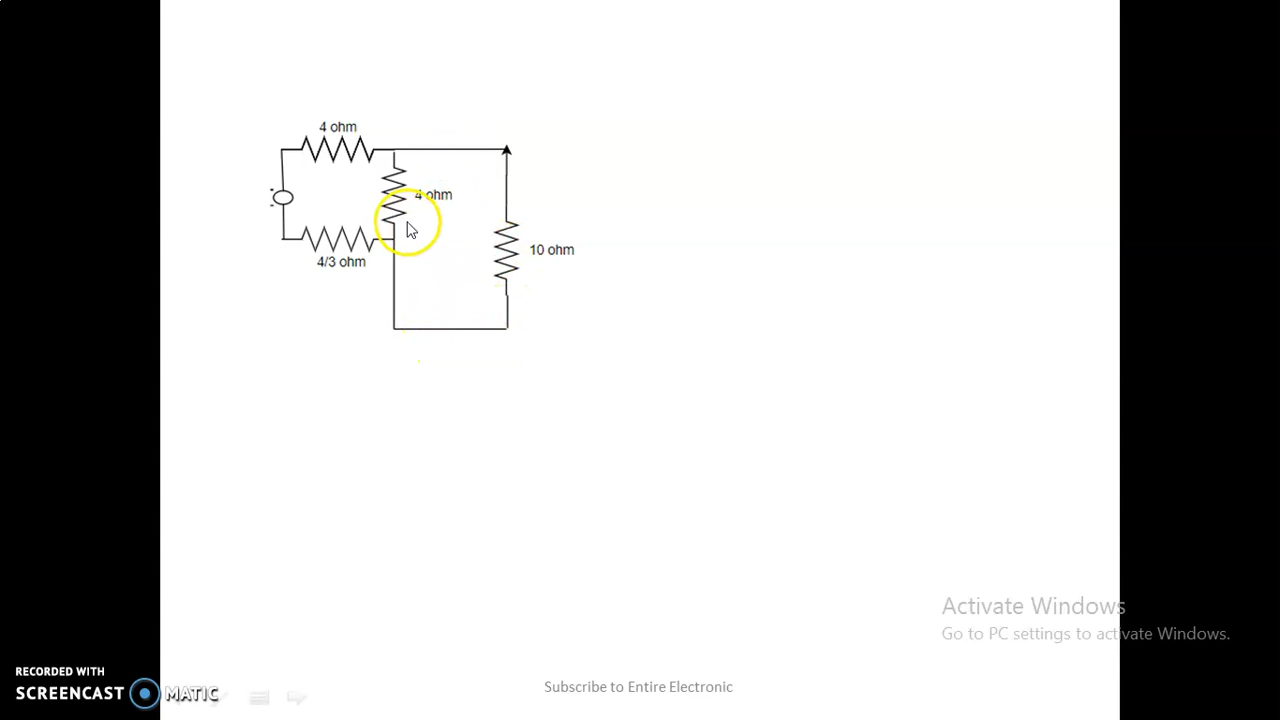 4 ohm
4 ohm
10 ohm
4/3 ohm
Activate Windows
Go to PC settings to activate Windows.
RECORDED WITH
SCREENCAST MATIC
Subscribe to Entire Electronic